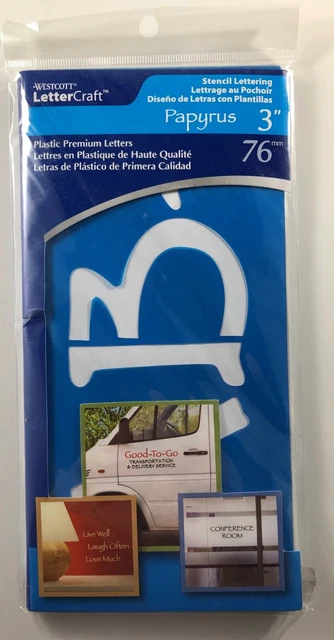 WESTCOTT
LetterCraft™
Stencil Lettering
Lettrage au Pochoir
Diseño de Letras con Plantillas
Papyrus 3"
76mm
Plastic Premium Letters
Lettres en Plastique de Haute Qualité
Letras de Plástico de Primera Calidad
B
Good-To-Go
TRANSPORTATION
& DELIVERY SERVICE
Live Well
Laugh Often
Love Much
CONFERENCE
ROOM